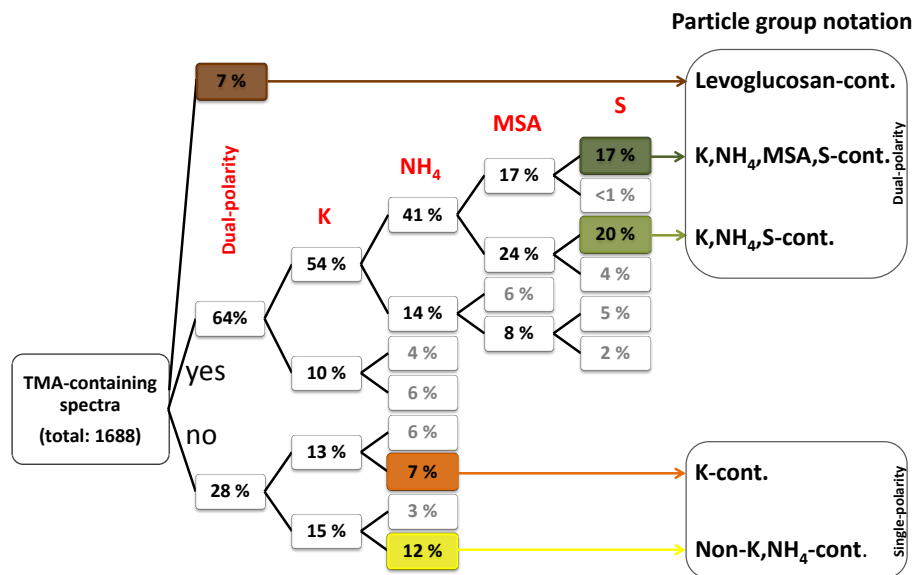 Particle group notation
7 %
Levoglucosan-cont.
S
MSA
17 %
K,NH₄,MSA,S-cont.
NH₄
17 %
<1 %
Dual-polarity
K
41 %
20 %
K,NH₄,S-cont.
Dual-polarity
54 %
24 %
4 %
6 %
64%
14 %
5 %
8 %
2 %
4 %
yes
10 %
TMA-containing
spectra
(total: 1688)
6 %
no
6 %
13 %
7 %
K-cont.
28 %
3 %
15 %
12 %
Non-K,NH₄-cont.
Single-polarity